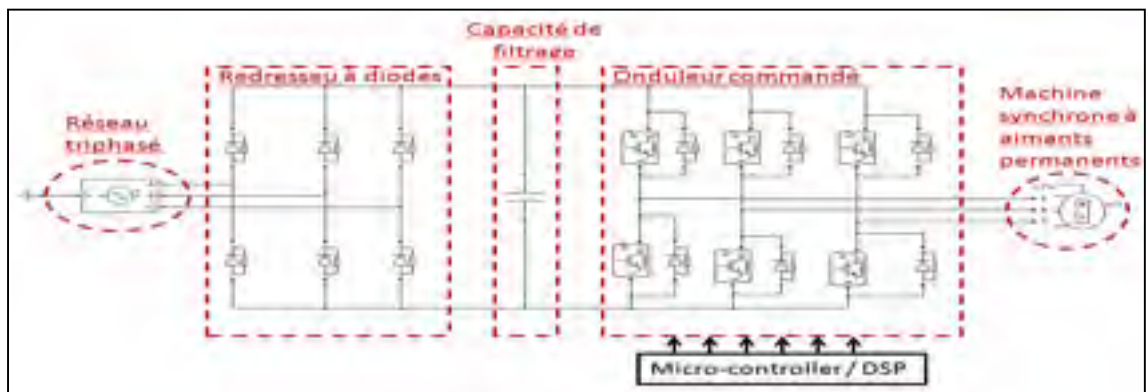 Capacité de
filtrage
Redresseu à diodes
Onduleur commandé
Machine
synchrone à
aimants
permanents
Réseau
triphasé
Micro-controller / DSP